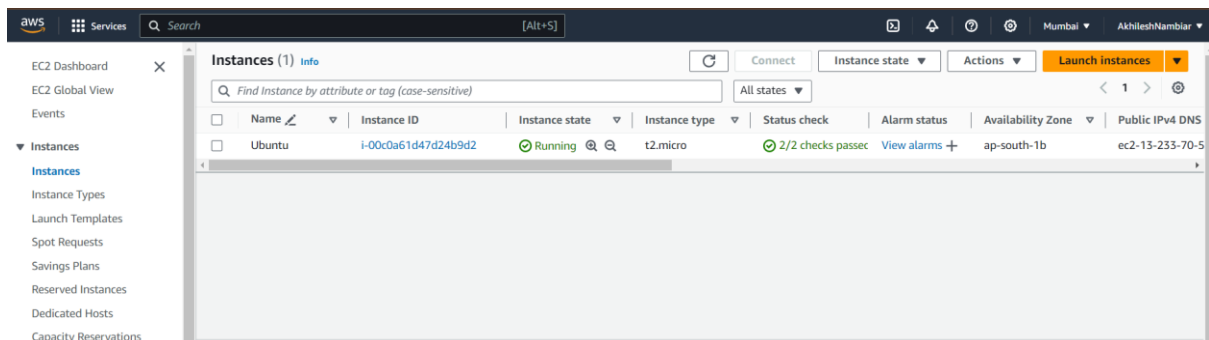 aws Services Search [Alt+S] Mumbai AkhileshNambiar
EC2 Dashboard
EC2 Global View
Events
Instances
Instances
Instance Types
Launch Templates
Spot Requests
Savings Plans
Reserved Instances
Dedicated Hosts
Capacity Reservations
Instances (1) Info Connect Instance state Actions Launch instances
Find Instance by attribute or tag (case-sensitive) All states 1
Name Instance ID Instance state Instance type Status check Alarm status Availability Zone Public IPv4 DNS
Ubuntu i-00c0a61d47d24b9d2 Running t2.micro 2/2 checks passec View alarms + ap-south-1b ec2-13-233-70-5